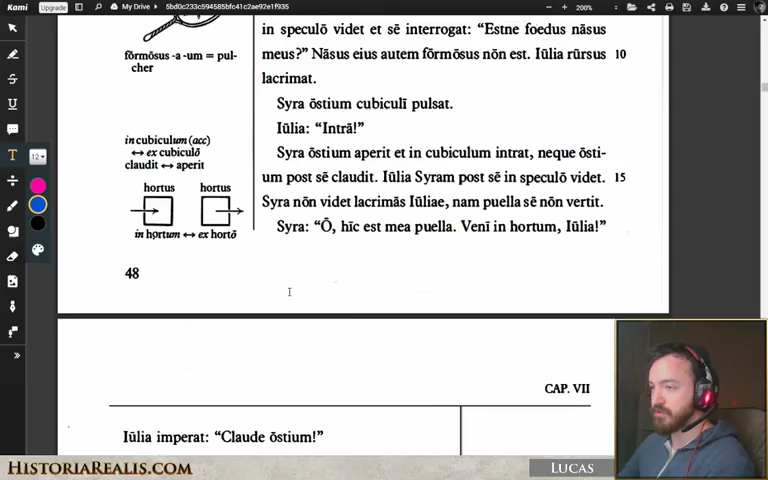 Kami
Upgrade
My Drive
5bd0c233c594585bfc41c2ae92e1f935
200%
in speculō videt et sē interrogat: “Estne foedus nāsus
meus?” Nāsus eius autem fōrmōsus nōn est. Iūlia rūrsus 10
lacrimat.
fōrmōsus -a -um = pul-
cher
Syra ōstium cubiculī pulsat.
Iūlia: “Intrā!”
in cubiculum (acc)
↔ ex cubiculō
claudit ↔ aperit
Syra ōstium aperit et in cubiculum intrat, neque ōsti-
um post sē claudit. Iūlia Syram post sē in speculō videt. 15
Syra nōn videt lacrimās Iūliae, nam puella sē nōn vertit.
Syra: “Ō, hīc est mea puella. Venī in hortum, Iūlia!”
hortus hortus
in hortum ↔ ex hortō
T 12
48
CAP. VII
Iūlia imperat: “Claude ōstium!”
HISTORIAREALIS.COM
LUCAS